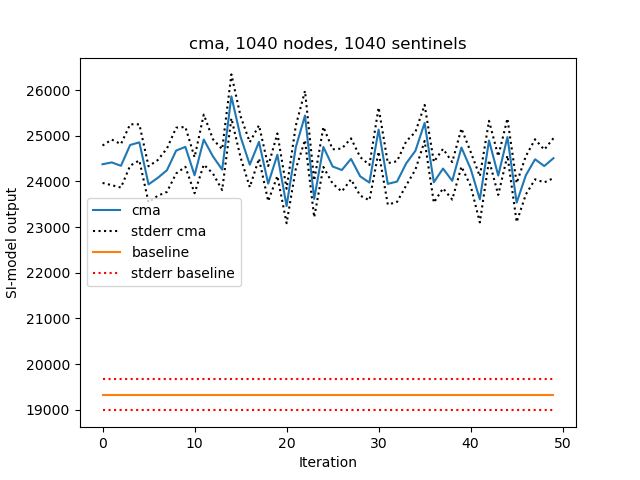 cma, 1040 nodes, 1040 sentinels
SI-model output
26000
25000
24000
23000
22000
21000
20000
19000
cma
stderr cma
baseline
stderr baseline
0 10 20 30 40 50
Iteration